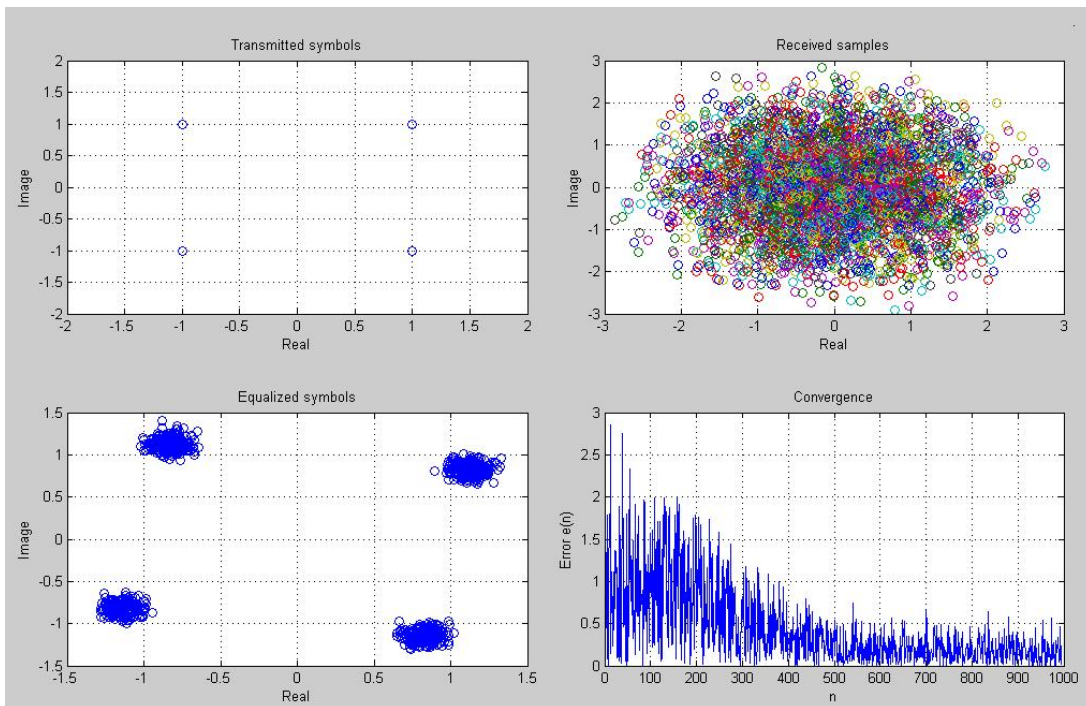 Transmitted symbols
2
1.5
1
0.5
0
-0.5
-1
-1.5
-2
Image
-2 -1.5 -1 -0.5 0 0.5 1 1.5 2
Real
Received samples
3
2
1
0
-1
-2
-3
Image
-3 -2 -1 0 1 2 3
Real
Equalized symbols
1.5
1
0.5
0
-0.5
-1
-1.5
Image
-1.5 -1 -0.5 0 0.5 1 1.5
Real
Convergence
3
2.5
2
1.5
1
0.5
0
Error e(n)
0 100 200 300 400 500 600 700 800 900 1000
n